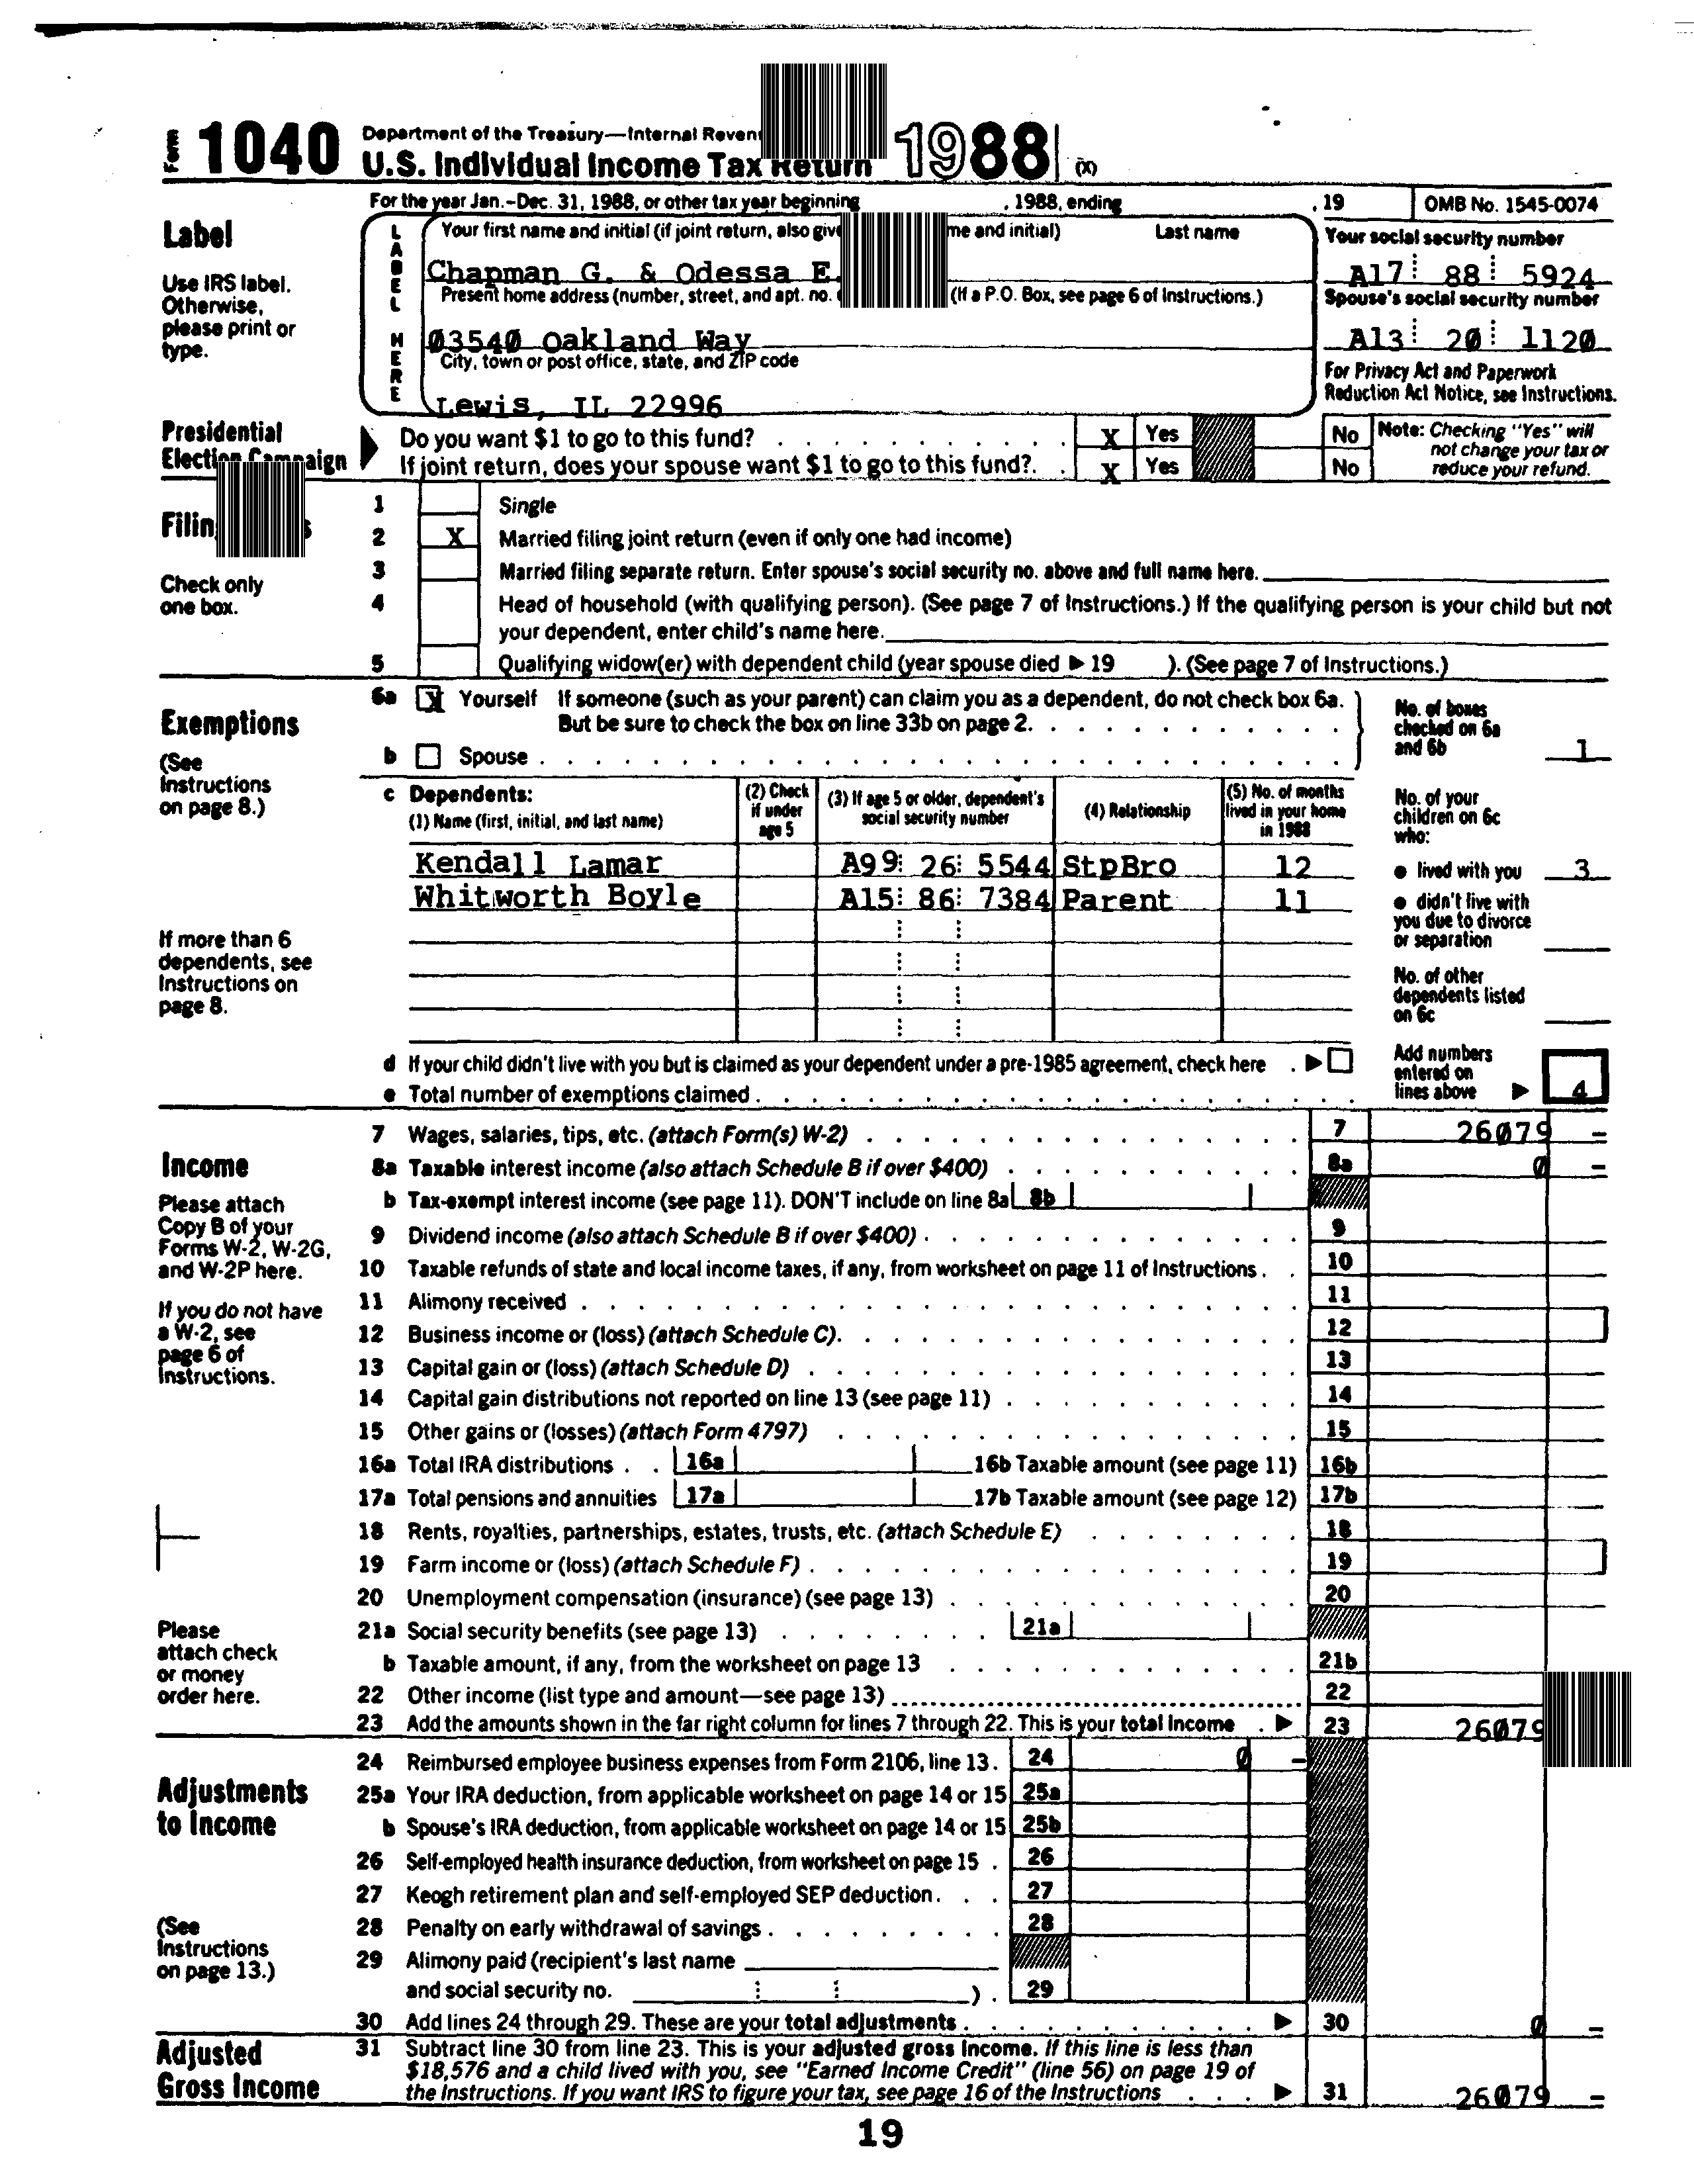 Form 1040 Department of the Treasury—Internal
U.S. Individual Income Tax Return 1988 (X)
For the year Jan.-Dec. 31, 1988, or other tax year beginning , 1988, ending , 19 OMB No. 1545-0074
Label
Use IRS label.
Otherwise,
please print or
type.
LABEL HERE
Your first name and initial (if joint return, also and initial) Last name
Chapman G. & Odessa E.
Present home address (number, street, and apt. no. (If a P.O. Box, see page 6 of Instructions.)
03540 Oakland Way
City, town or post office, state, and ZIP code
Lewis, IL 22996
Your social security number
A17 88 5924
Spouse's social security number
A13 20 1120
For Privacy Act and Paperwork
Reduction Act Notice, see Instructions.
Presidential
Election Campaign
Do you want $1 to go to this fund? X Yes No
If joint return, does your spouse want $1 to go to this fund? X Yes No
Note: Checking "Yes" will
not change your tax or
reduce your refund.
Check only
one box.
1 Single
2 X Married filing joint return (even if only one had income)
3 Married filing separate return. Enter spouse's social security no. above and full name here.
4 Head of household (with qualifying person). (See page 7 of Instructions.) If the qualifying person is your child but not
your dependent, enter child's name here.
5 Qualifying widow(er) with dependent child (year spouse died ▶ 19 ). (See page 7 of Instructions.)
Exemptions
(See
Instructions
on page 8.)
6a X Yourself If someone (such as your parent) can claim you as a dependent, do not check box 6a.
But be sure to check the box on line 33b on page 2.
b Spouse
No. of boxes
checked on 6a
and 6b 1
c Dependents:
(1) Name (first, initial, and last name)
(2) Check
if under
age 5
(3) If age 5 or older, dependent's
social security number
(4) Relationship
(5) No. of months
lived in your home
in 1988
Kendall Lamar A99 26 5544 StpBro 12
Whitworth Boyle A15 86 7384 Parent 11
No. of your
children on 6c
who:
● lived with you 3
● didn't live with
you due to divorce
or separation
No. of other
dependents listed
on 6c
If more than 6
dependents, see
Instructions on
page 8.
d If your child didn't live with you but is claimed as your dependent under a pre-1985 agreement, check here ▶
e Total number of exemptions claimed
Add numbers
entered on
lines above ▶ 4
Income
Please attach
Copy B of your
Forms W-2, W-2G,
and W-2P here.
If you do not have
a W-2, see
page 6 of
Instructions.
Please
attach check
or money
order here.
7 Wages, salaries, tips, etc. (attach Form(s) W-2) 7 26079 -
8a Taxable interest income (also attach Schedule B if over $400) 8a 0 -
b Tax-exempt interest income (see page 11). DON'T include on line 8a 8b
9 Dividend income (also attach Schedule B if over $400) 9
10 Taxable refunds of state and local income taxes, if any, from worksheet on page 11 of Instructions 10
11 Alimony received 11
12 Business income or (loss) (attach Schedule C) 12
13 Capital gain or (loss) (attach Schedule D) 13
14 Capital gain distributions not reported on line 13 (see page 11) 14
15 Other gains or (losses) (attach Form 4797) 15
16a Total IRA distributions 16a 16b Taxable amount (see page 11) 16b
17a Total pensions and annuities 17a 17b Taxable amount (see page 12) 17b
18 Rents, royalties, partnerships, estates, trusts, etc. (attach Schedule E) 18
19 Farm income or (loss) (attach Schedule F) 19
20 Unemployment compensation (insurance) (see page 13) 20
21a Social security benefits (see page 13) 21a
b Taxable amount, if any, from the worksheet on page 13 21b
22 Other income (list type and amount—see page 13) 22
23 Add the amounts shown in the far right column for lines 7 through 22. This is your total income ▶ 23 26079
Adjustments
to Income
(See
Instructions
on page 13.)
24 Reimbursed employee business expenses from Form 2106, line 13. 24 0 -
25a Your IRA deduction, from applicable worksheet on page 14 or 15 25a
b Spouse's IRA deduction, from applicable worksheet on page 14 or 15 25b
26 Self-employed health insurance deduction, from worksheet on page 15 26
27 Keogh retirement plan and self-employed SEP deduction 27
28 Penalty on early withdrawal of savings 28
29 Alimony paid (recipient's last name
and social security no. ) 29
30 Add lines 24 through 29. These are your total adjustments ▶ 30 0 -
Adjusted
Gross Income
31 Subtract line 30 from line 23. This is your adjusted gross income. If this line is less than
$18,576 and a child lived with you, see "Earned Income Credit" (line 56) on page 19 of
the Instructions. If you want IRS to figure your tax, see page 16 of the Instructions ▶ 31 26079 -
19